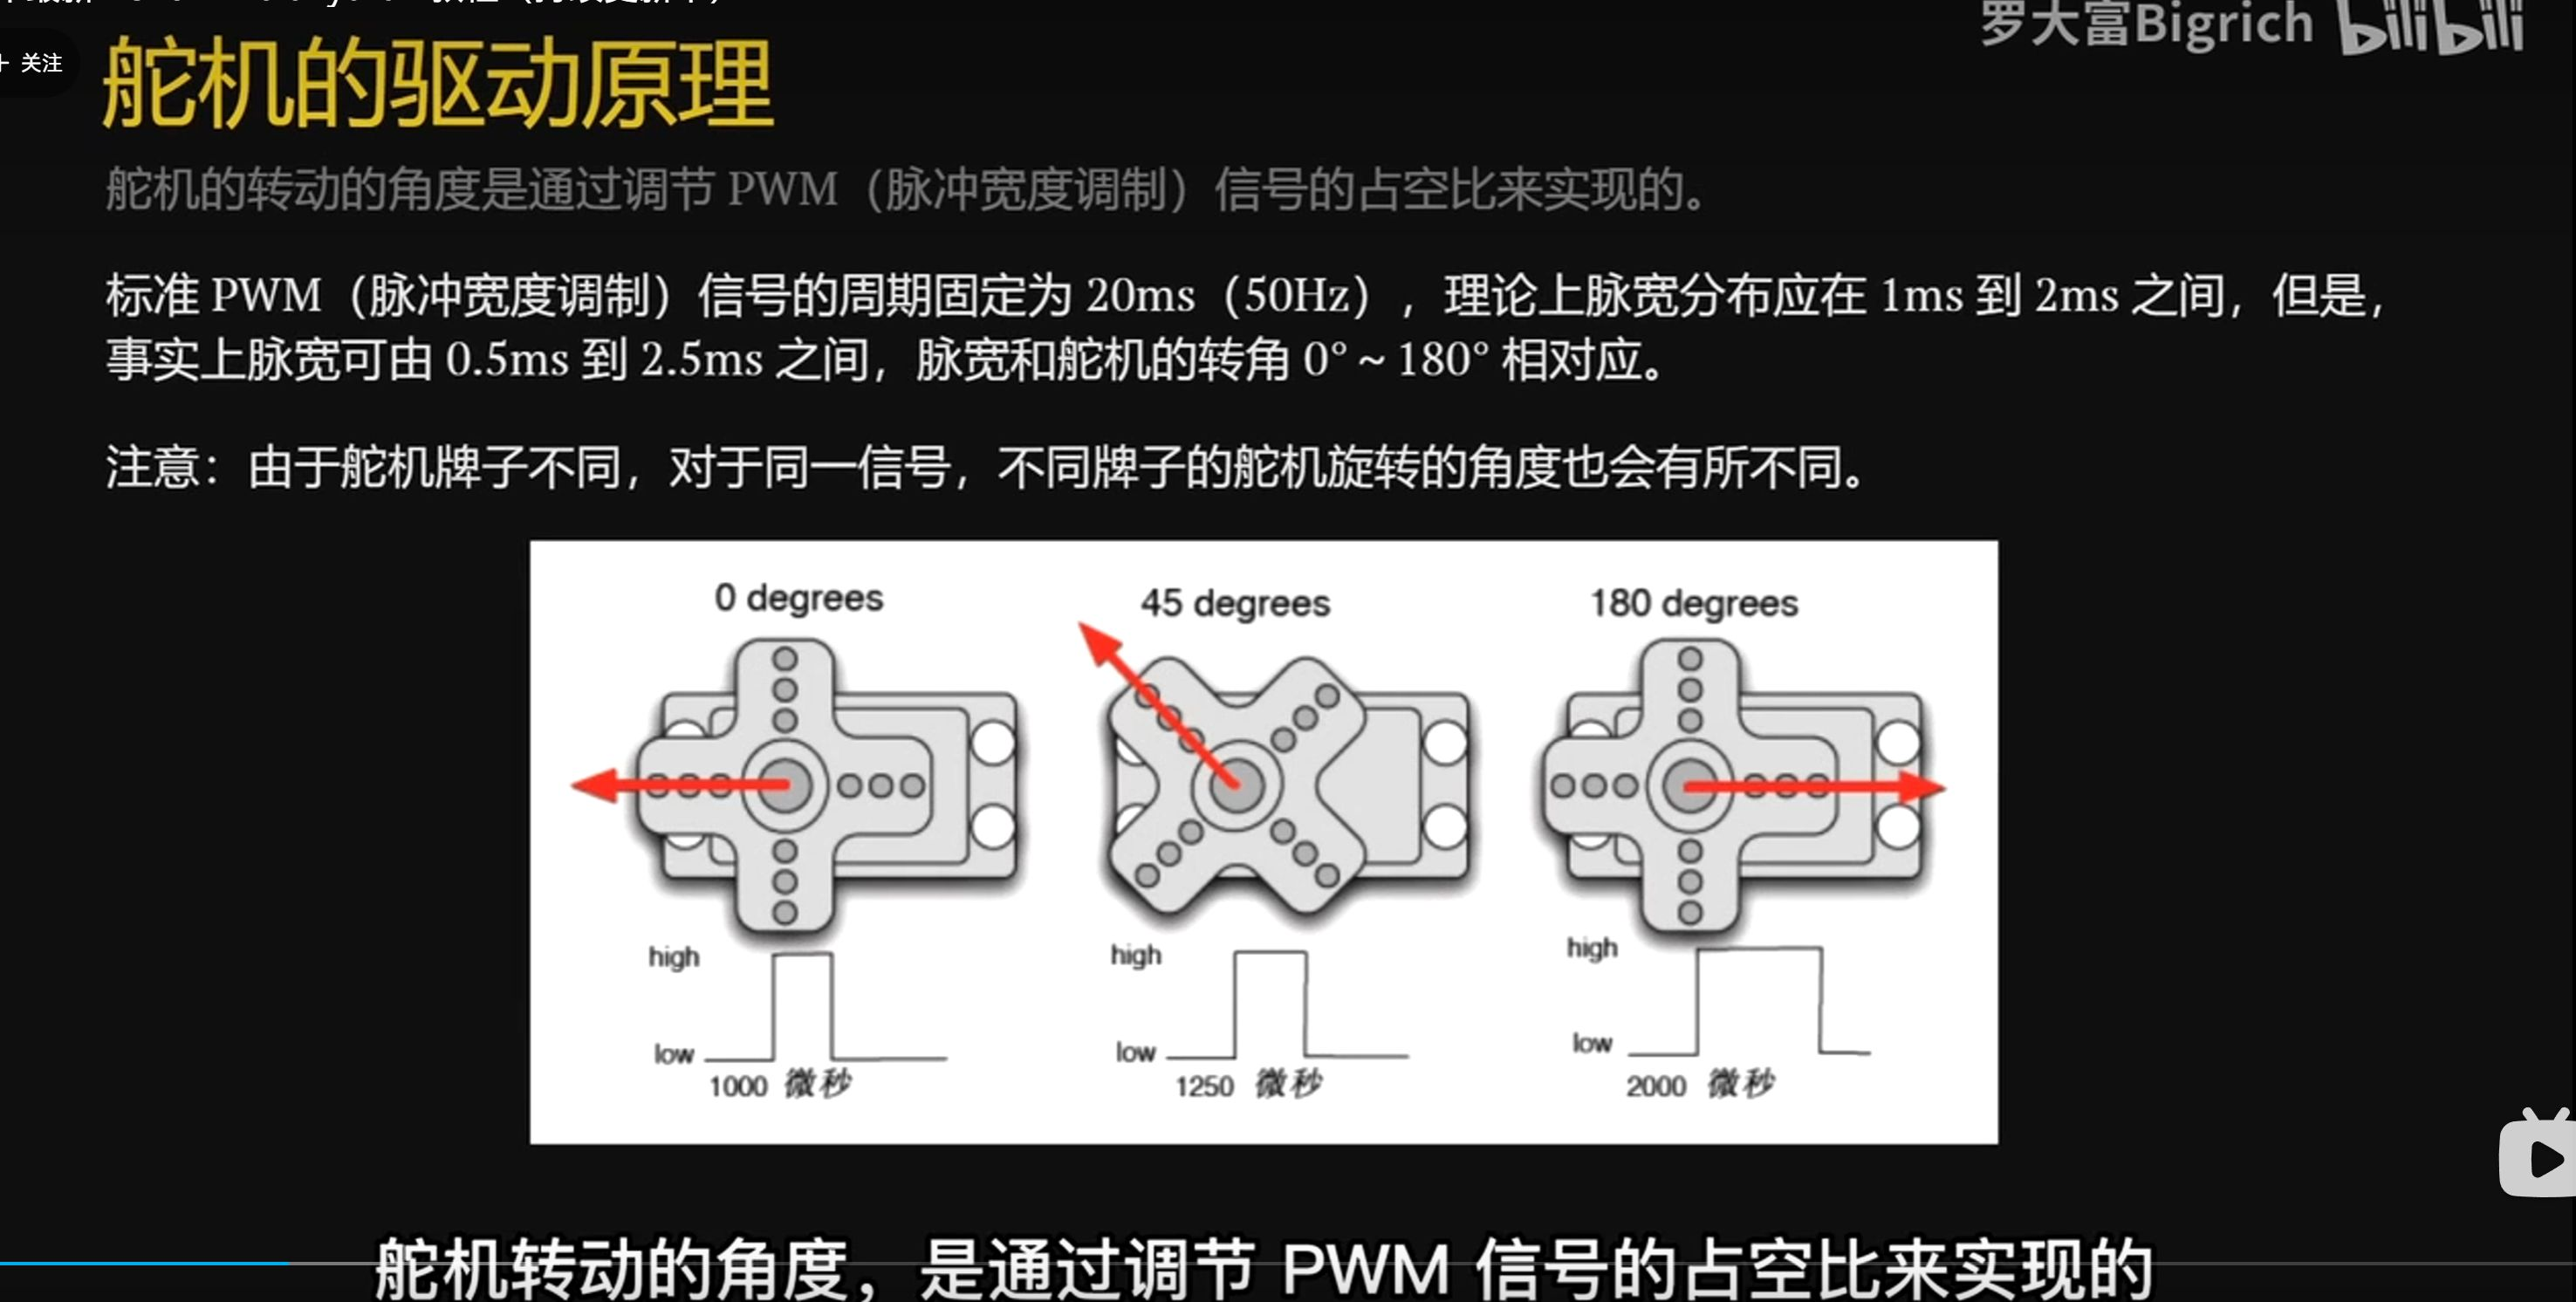 罗大富Bigrich bilibili
+ 关注
舵机的驱动原理
舵机的转动的角度是通过调节 PWM（脉冲宽度调制）信号的占空比来实现的。
标准 PWM（脉冲宽度调制）信号的周期固定为 20ms（50Hz），理论上脉宽分布应在 1ms 到 2ms 之间，但是，
事实上脉宽可由 0.5ms 到 2.5ms 之间，脉宽和舵机的转角 0° ~ 180° 相对应。
注意：由于舵机牌子不同，对于同一信号，不同牌子的舵机旋转的角度也会有所不同。
0 degrees
45 degrees
180 degrees
high
low
1000 微秒
high
low
1250 微秒
high
low
2000 微秒
舵机转动的角度，是通过调节 PWM 信号的占空比来实现的